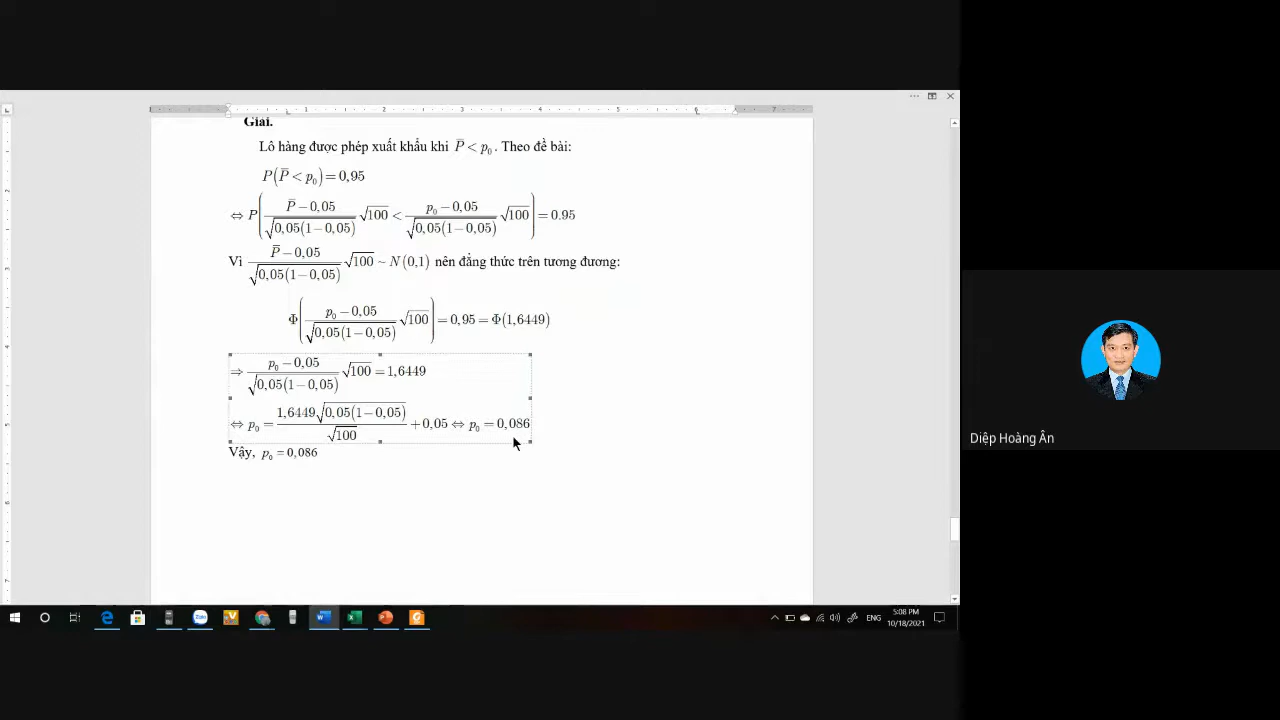 Giải.
Lô hàng được phép xuất khẩu khi P̅ < p₀. Theo đề bài:
P(P̅ < p₀) = 0,95
⇔ P( (P̅ − 0,05)/√(0,05(1−0,05)) √100 < (p₀ − 0,05)/√(0,05(1−0,05)) √100 ) = 0.95
Vì (P̅ − 0,05)/√(0,05(1−0,05)) √100 ~ N(0,1) nên đẳng thức trên tương đương:
Φ( (p₀ − 0,05)/√(0,05(1−0,05)) √100 ) = 0,95 = Φ(1,6449)
⇒ (p₀ − 0,05)/√(0,05(1−0,05)) √100 = 1,6449
⇔ p₀ = 1,6449√(0,05(1−0,05))/√100 + 0,05 ⇔ p₀ = 0,086
Vậy, p₀ = 0,086
Diệp Hoàng Ân
ENG
5:08 PM
10/18/2021